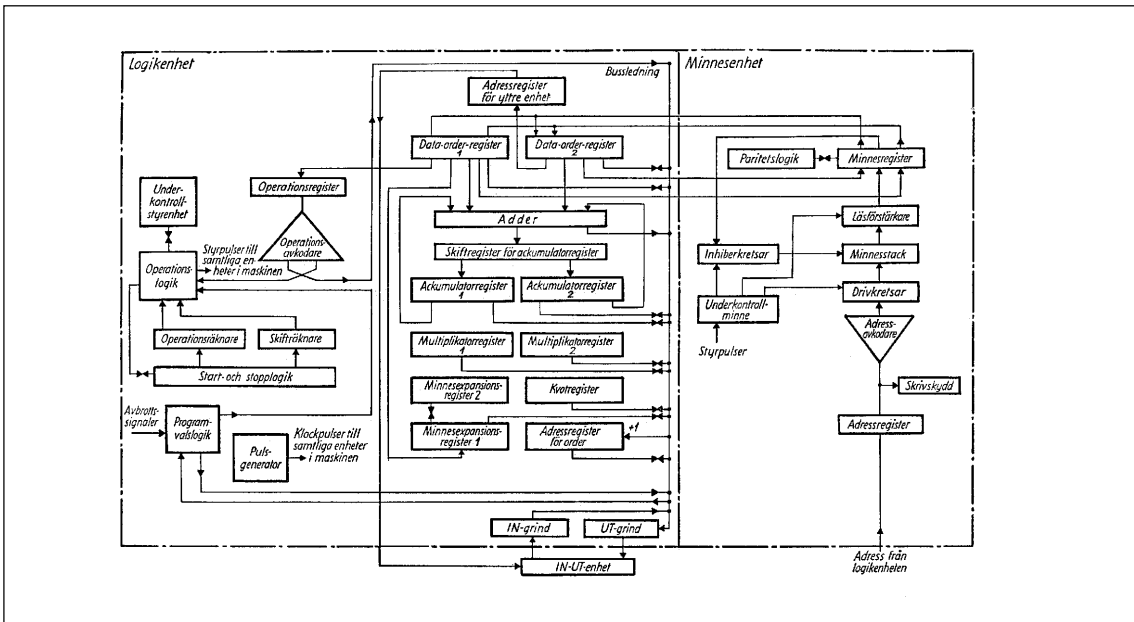 Logikenhet
Minnesenhet
Bussledning
Adressregister
för yttre enhet
Data-order-register
1
Data-order-register
2
Paritetslogik
Minnesregister
Under-
kontroll-
styrenhet
Operationsregister
Operations-
avkodare
Adder
Läsförstärkare
Styrpulser till
samtliga en-
heter i maskinen
Operations-
logik
Skiftregister för ackumulatorregister
Inhiberkretsar
Minnesstack
Ackumulatorregister
1
Ackumulatorregister
2
Underkontroll-
minne
Drivkretsar
Adress-
avkodare
Styrpulser
Operationsräknare
Skifträknare
Multiplikatorregister
1
Multiplikatorregister
2
Start-och stopplogik
Minnesexpansions-
register 2
Kvotregister
Skrivskydd
Avbrotts-
signaler
Program-
valslogik
Puls-
generator
Klockpulser till
samtliga enheter
i maskinen
Minnesexpansions-
register 1
Adressregister
för order
+1
Adressregister
IN-grind
UT-grind
IN-UT-enhet
Adress från
logikenheten